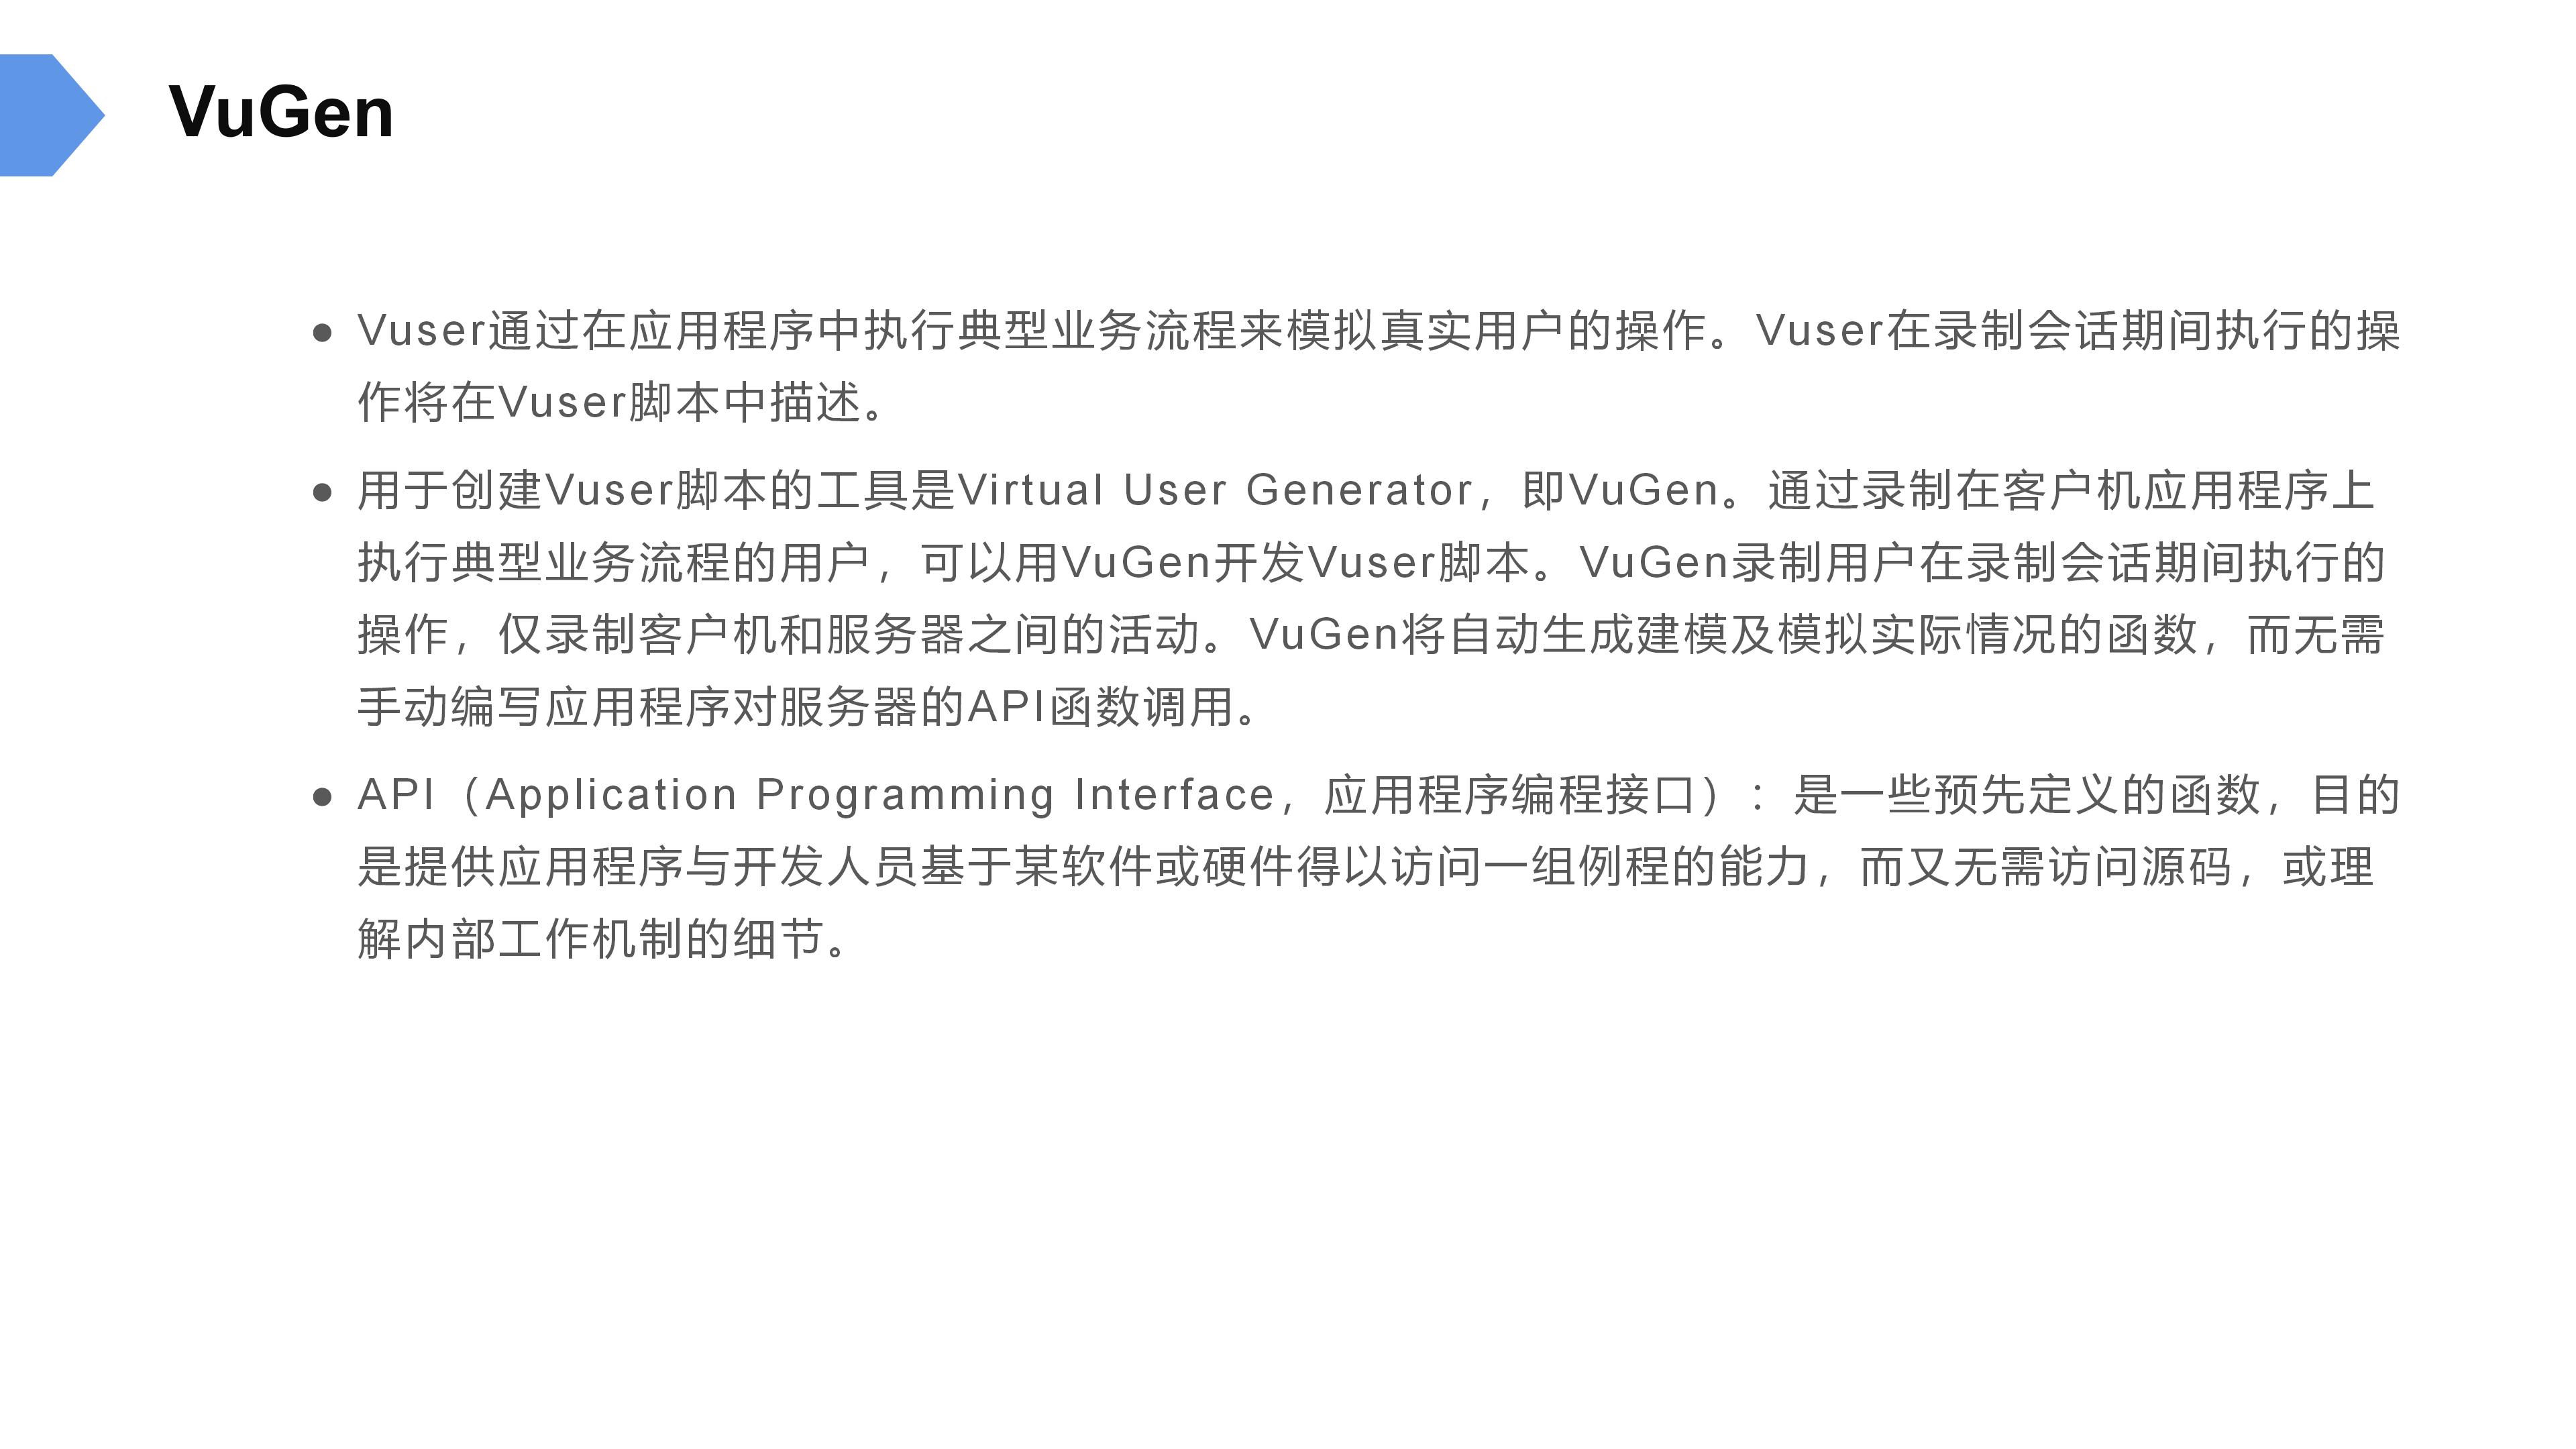 VuGen
● Vuser通过在应用程序中执行典型业务流程来模拟真实用户的操作。Vuser在录制会话期间执行的操
作将在Vuser脚本中描述。
● 用于创建Vuser脚本的工具是Virtual User Generator，即VuGen。通过录制在客户机应用程序上
执行典型业务流程的用户，可以用VuGen开发Vuser脚本。VuGen录制用户在录制会话期间执行的
操作，仅录制客户机和服务器之间的活动。VuGen将自动生成建模及模拟实际情况的函数，而无需
手动编写应用程序对服务器的API函数调用。
● API（Application Programming Interface，应用程序编程接口）：是一些预先定义的函数，目的
是提供应用程序与开发人员基于某软件或硬件得以访问一组例程的能力，而又无需访问源码，或理
解内部工作机制的细节。